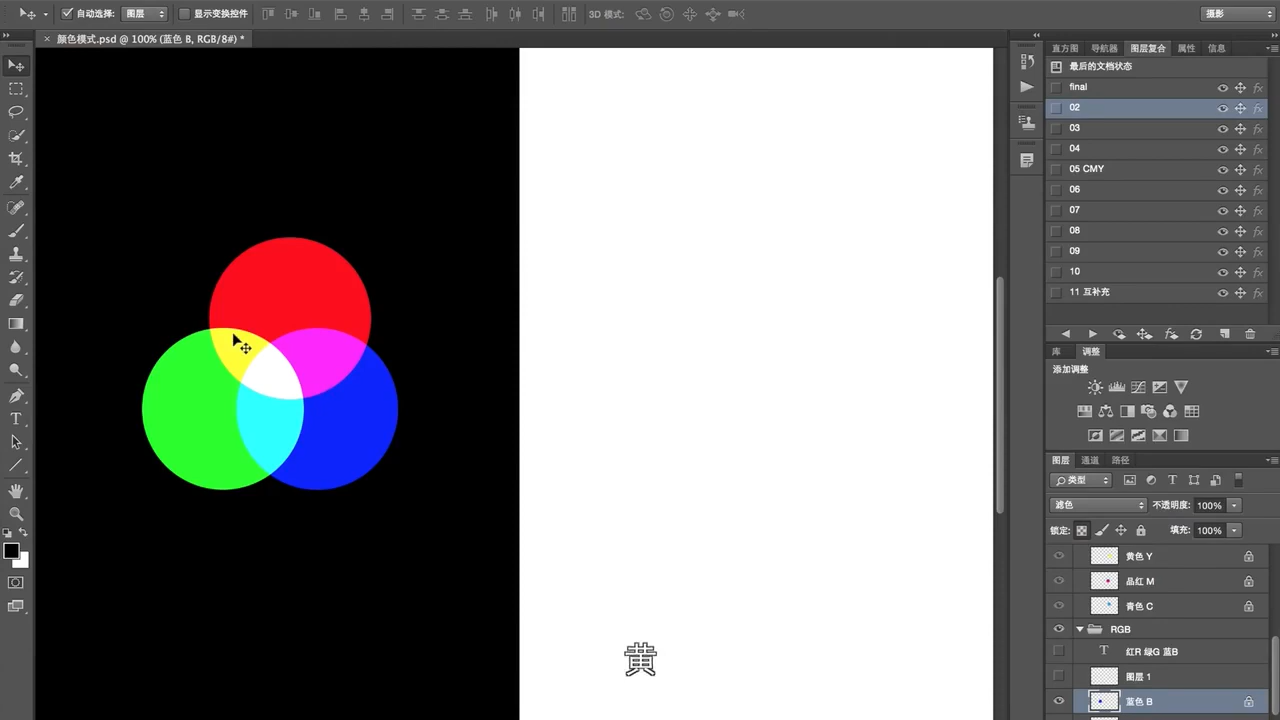 自动选择: 图层 显示变换控件 3D 模式: 摄影
颜色模式.psd @ 100% (蓝色 B, RGB/8#) *
直方图 导航器 图层复合 属性 信息
最后的文档状态
final
02
03
04
05 CMY
06
07
08
09
10
11 互补充
库 调整
添加调整
图层 通道 路径
类型
滤色 不透明度: 100%
锁定: 填充: 100%
黄色 Y
品红 M
青色 C
RGB
红R 绿G 蓝B
图层 1
蓝色 B
黄